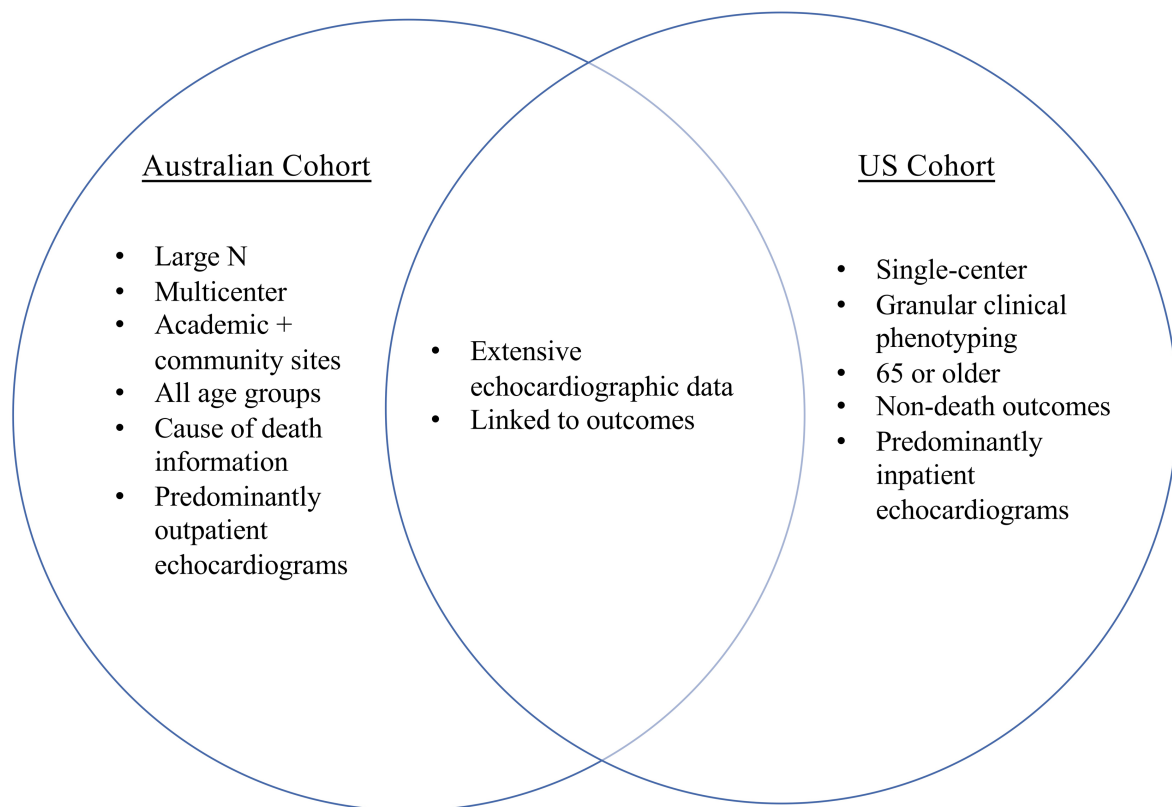 Australian Cohort
• Large N
• Multicenter
• Academic +
community sites
• All age groups
• Cause of death
information
• Predominantly
outpatient
echocardiograms
• Extensive
echocardiographic data
• Linked to outcomes
US Cohort
• Single-center
• Granular clinical
phenotyping
• 65 or older
• Non-death outcomes
• Predominantly
inpatient
echocardiograms